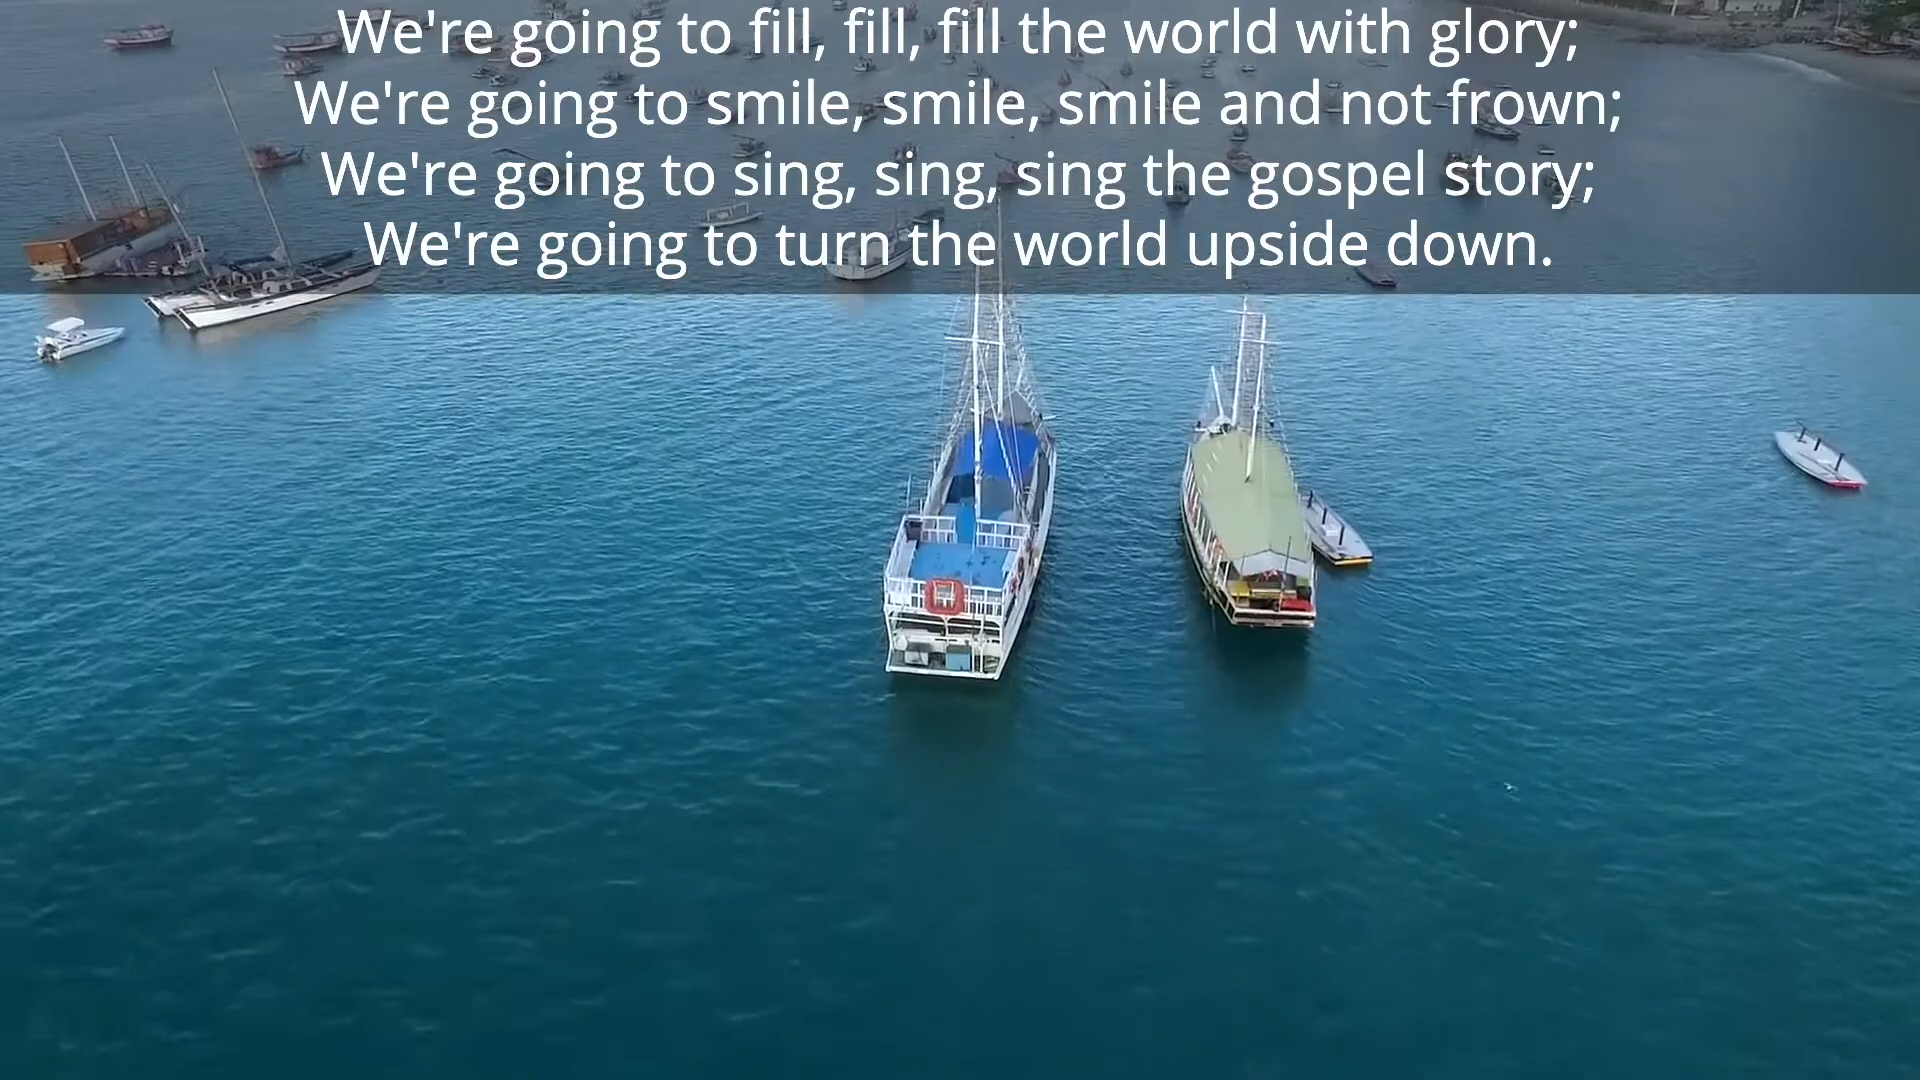 We're going to fill, fill, fill the world with glory;
We're going to smile, smile, smile and not frown;
We're going to sing, sing, sing the gospel story;
We're going to turn the world upside down.